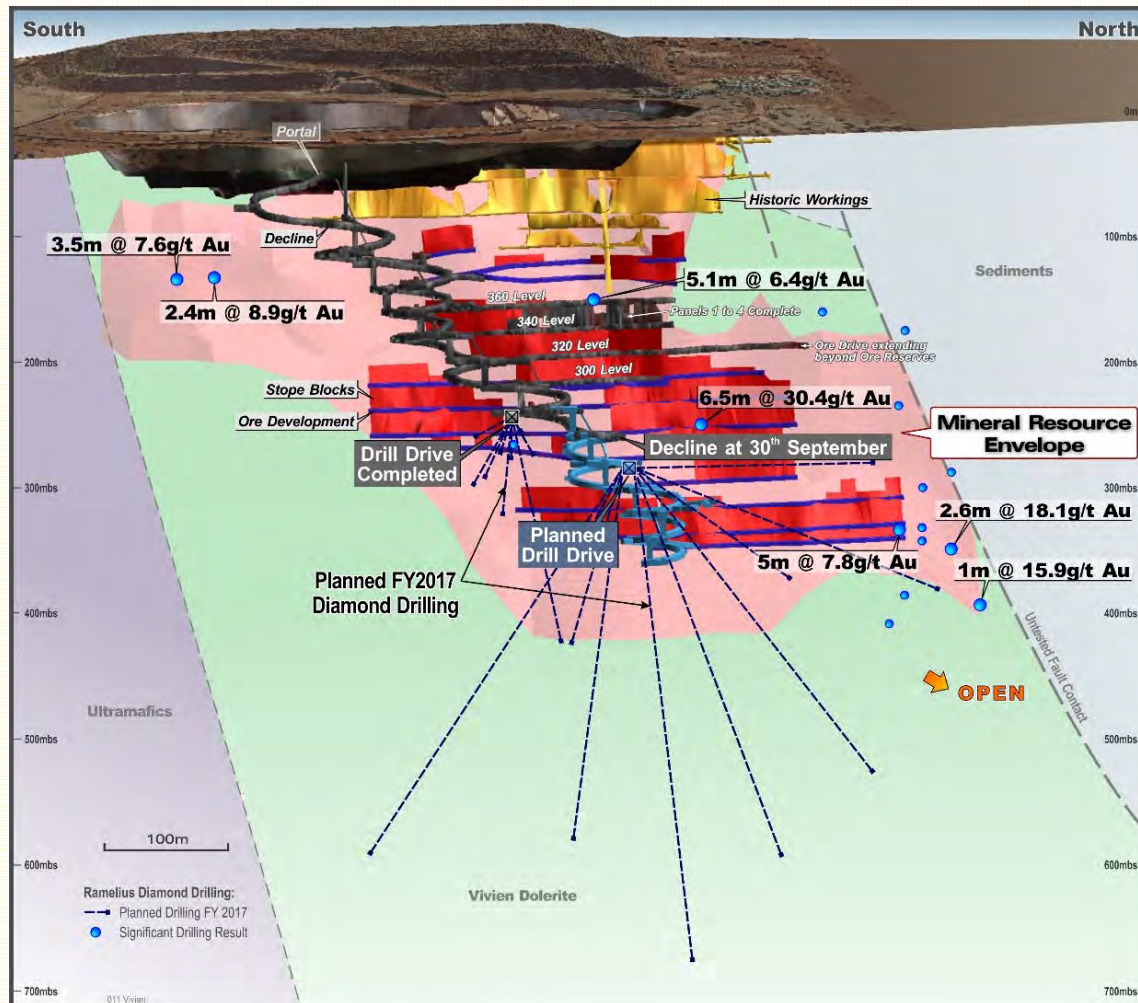 South
North
0m
Portal
Historic Workings
Decline
100mbs
3.5m @ 7.6g/t Au
Sediments
5.1m @ 6.4g/t Au
2.4m @ 8.9g/t Au
360 Level
Panels 1 to 4 Complete
340 Level
320 Level
Ore Drive extending
beyond Ore Reserves
200mbs
200mbs
300 Level
Stope Blocks
6.5m @ 30.4g/t Au
Ore Development
Mineral Resource
Envelope
Drill Drive
Completed
Decline at 30th September
300mbs
300mbs
2.6m @ 18.1g/t Au
Planned
Drill Drive
5m @ 7.8g/t Au
1m @ 15.9g/t Au
Planned FY2017
Diamond Drilling
400mbs
400mbs
Untested Fault Contact
OPEN
Ultramafics
500mbs
500mbs
100m
600mbs
600mbs
Ramelius Diamond Drilling:
Planned Drilling FY 2017
Significant Drilling Result
Vivien Dolerite
700mbs
700mbs
011 Vivien